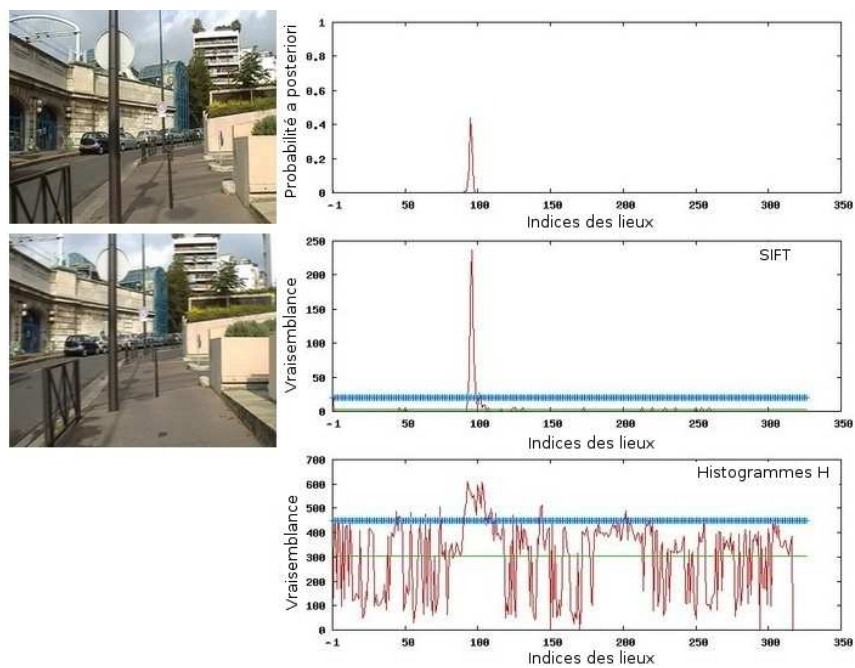 Probabilité a posteriori
1
0.8
0.6
0.4
0.2
0
-1 50 100 150 200 250 300 350
Indices des lieux
SIFT
Vraisemblance
250
200
150
100
50
0
-1 50 100 150 200 250 300 350
Indices des lieux
Histogrammes H
Vraisemblance
700
600
500
400
300
200
100
0
-1 50 100 150 200 250 300 350
Indices des lieux